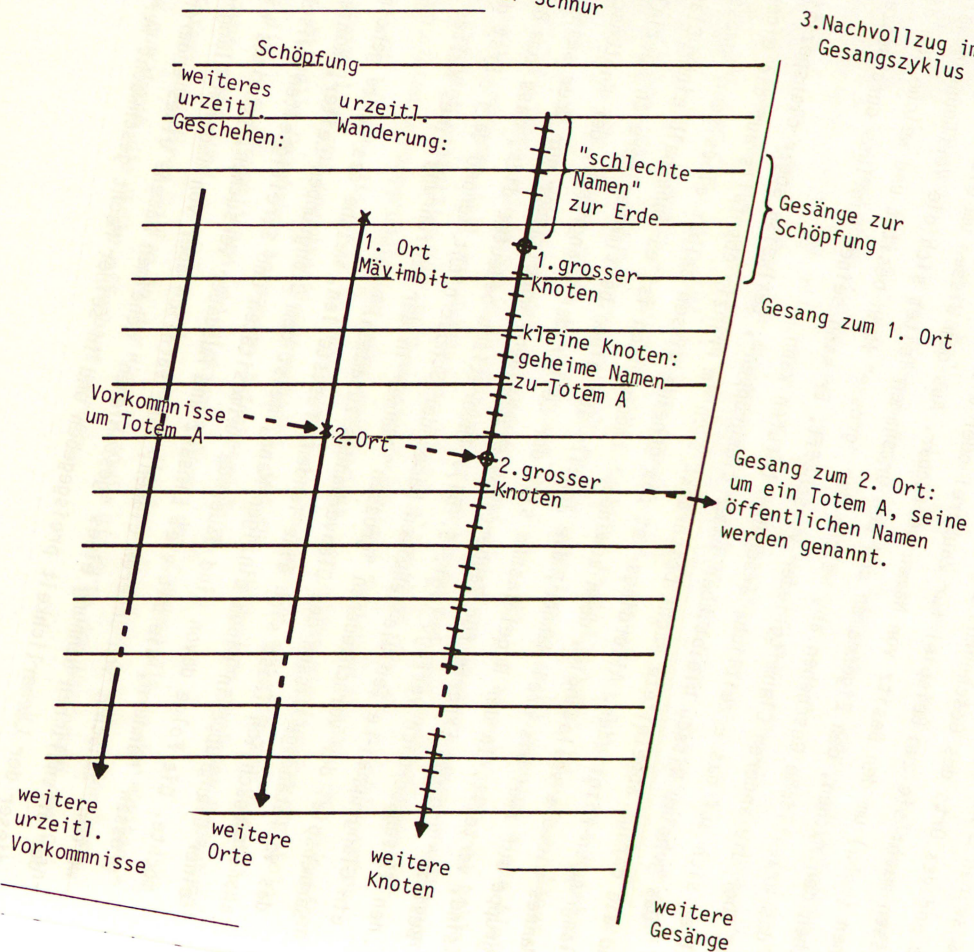 Schnur
3.Nachvollzug
Gesangszyklus
Schöpfung
weiteres
urzeitl.
Geschehen:
urzeitl.
Wanderung:
"schlechte
Namen"
zur Erde
Gesänge zur
Schöpfung
1. Ort
Mävɨmbɨt
1.grosser
Knoten
Gesang zum 1. Ort
kleine Knoten:
geheime Namen
zu Totem A
Vorkommnisse
um Totem A
2.Ort
2.grosser
Knoten
Gesang zum 2. Ort:
um ein Totem A, seine
öffentlichen Namen
werden genannt.
weitere
urzeitl.
Vorkommnisse
weitere
Orte
weitere
Knoten
weitere
Gesänge